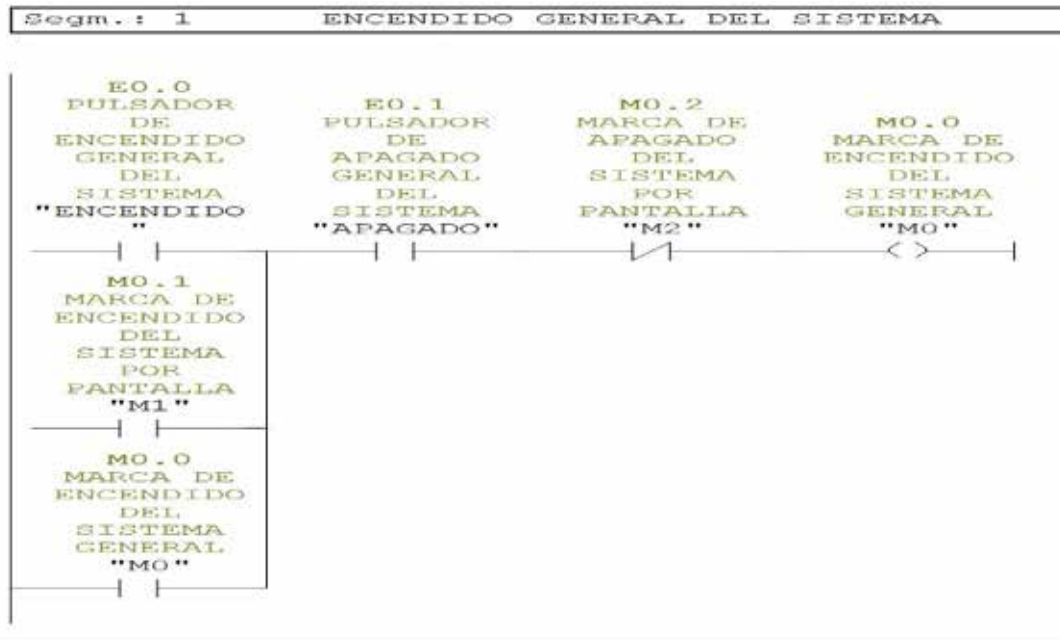 Segm.: 1 ENCENDIDO GENERAL DEL SISTEMA
E0.0
PULSADOR
DE
ENCENDIDO
GENERAL
DEL
SISTEMA
"ENCENDIDO
"
E0.1
PULSADOR
DE
APAGADO
GENERAL
DEL
SISTEMA
"APAGADO"
M0.2
MARCA DE
APAGADO
DEL
SISTEMA
POR
PANTALLA
"M2"
M0.0
MARCA DE
ENCENDIDO
DEL
SISTEMA
GENERAL
"M0"
M0.1
MARCA DE
ENCENDIDO
DEL
SISTEMA
POR
PANTALLA
"M1"
M0.0
MARCA DE
ENCENDIDO
DEL
SISTEMA
GENERAL
"M0"